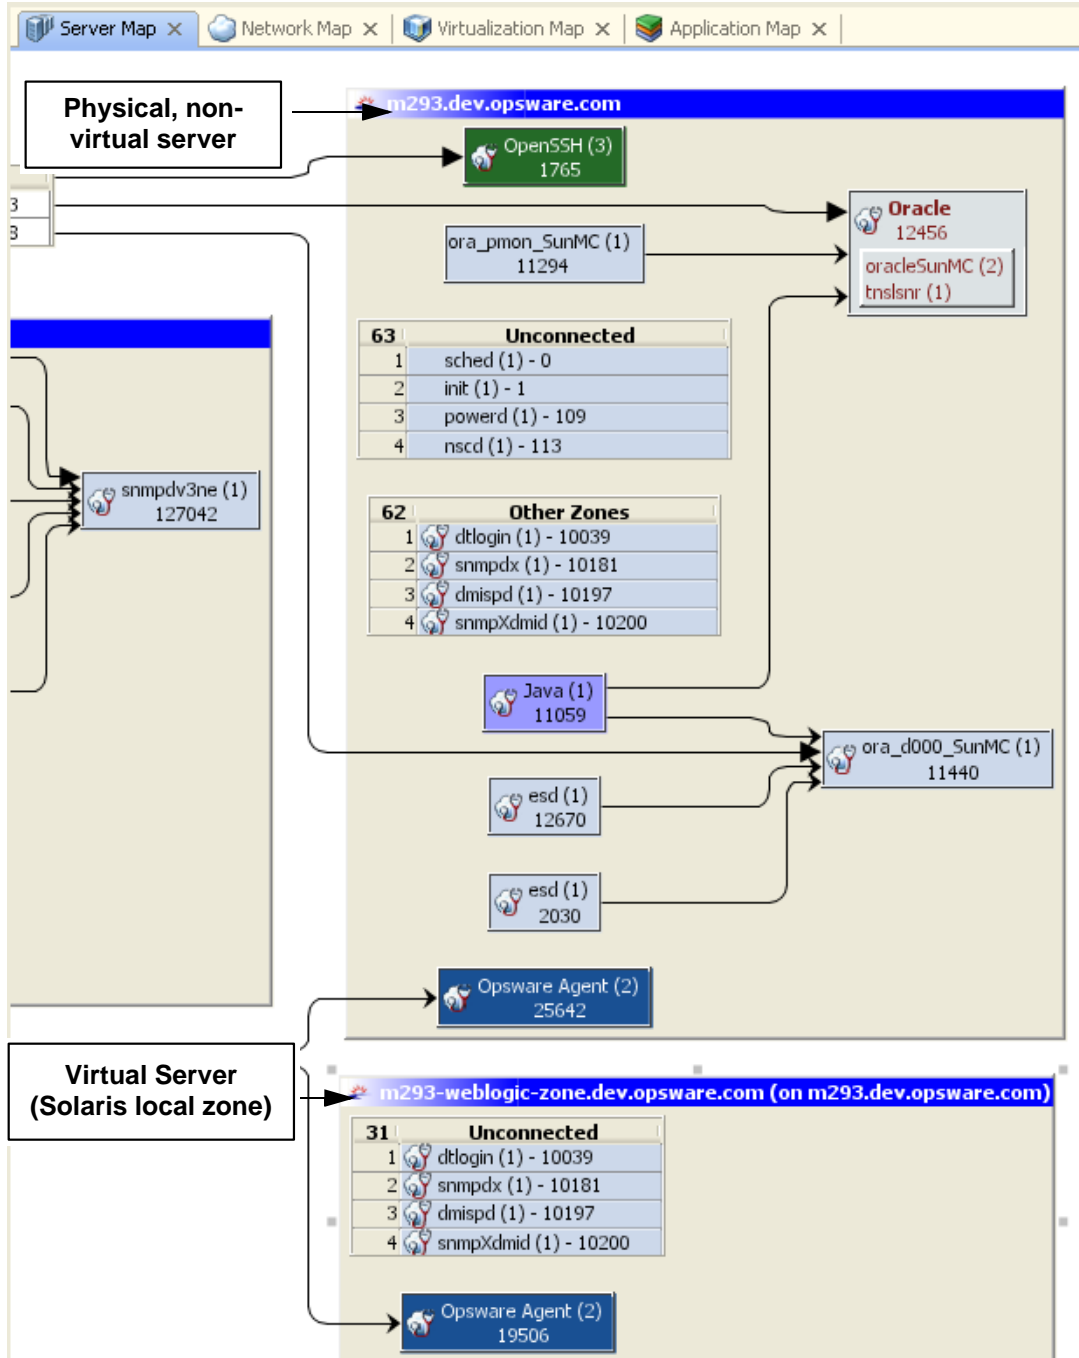 Server Map
Network Map
Virtualization Map
Application Map
Physical, non-
virtual server
m293.dev.opsware.com
OpenSSH (3)
1765
3
8
Oracle
12456
oracleSunMC (2)
tnslsnr (1)
ora_pmon_SunMC (1)
11294
63 Unconnected
1 sched (1) - 0
2 init (1) - 1
3 powerd (1) - 109
4 nscd (1) - 113
snmpdv3ne (1)
127042
62 Other Zones
1 dtlogin (1) - 10039
2 snmpdx (1) - 10181
3 dmispd (1) - 10197
4 snmpXdmid (1) - 10200
Java (1)
11059
ora_d000_SunMC (1)
11440
esd (1)
12670
esd (1)
2030
Opsware Agent (2)
25642
Virtual Server
(Solaris local zone)
m293-weblogic-zone.dev.opsware.com (on m293.dev.opsware.com)
31 Unconnected
1 dtlogin (1) - 10039
2 snmpdx (1) - 10181
3 dmispd (1) - 10197
4 snmpXdmid (1) - 10200
Opsware Agent (2)
19506